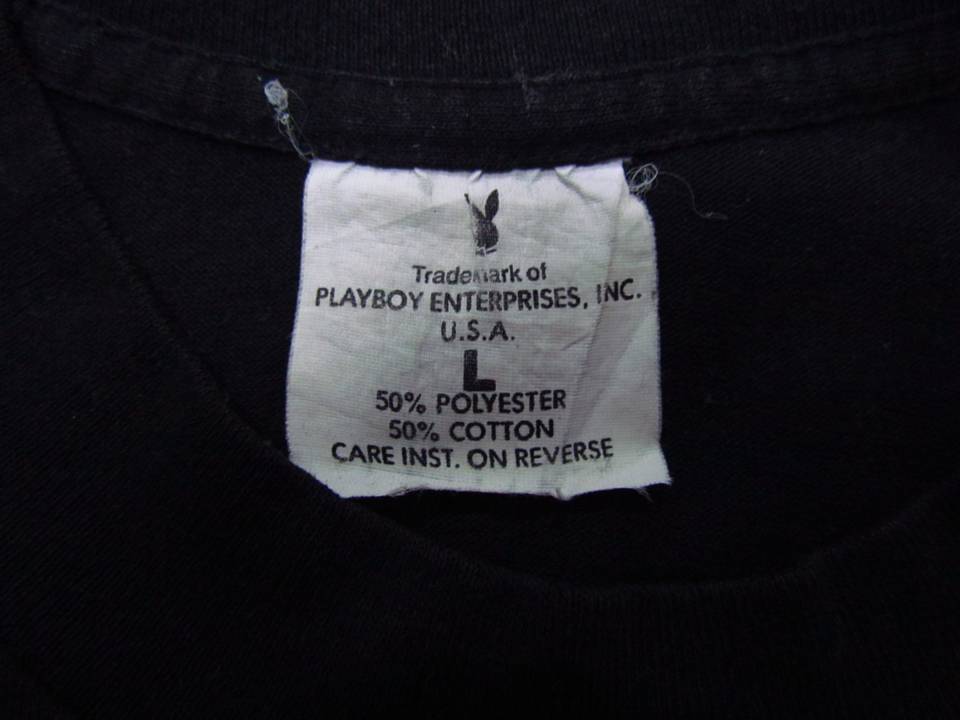 Trademark of
PLAYBOY ENTERPRISES, INC.
U.S.A.
L
50% POLYESTER
50% COTTON
CARE INST. ON REVERSE